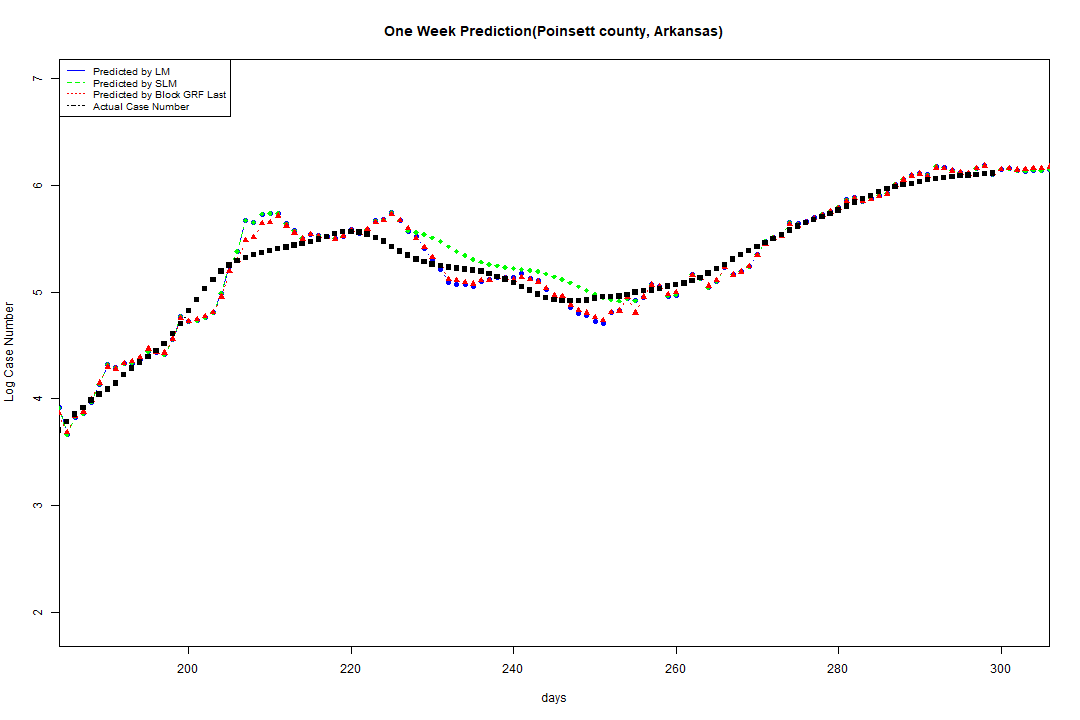 One Week Prediction(Poinsett county, Arkansas)
Predicted by LM
Predicted by SLM
Predicted by Block GRF Last
Actual Case Number
7
6
5
4
3
2
Log Case Number
200 220 240 260 280 300
days